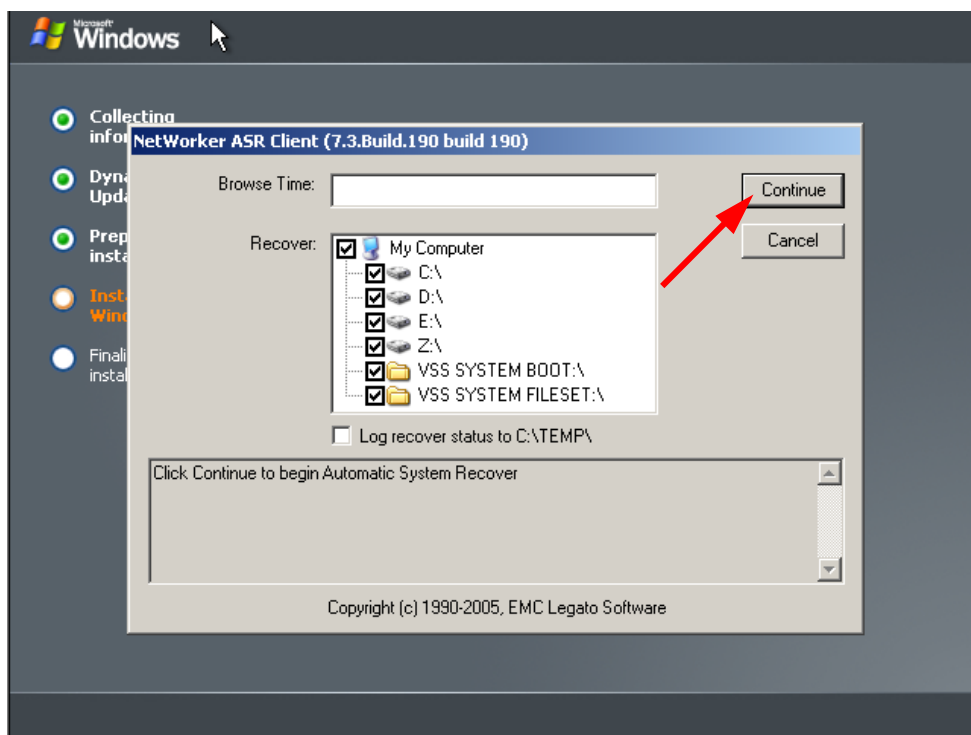 Microsoft
Windows
Collecting
infor
Dyna
Upda
Prep
insta
Insta
Wind
Finali
instal
NetWorker ASR Client (7.3.Build.190 build 190)
Browse Time:
Continue
Recover:
My Computer
Cancel
C:\
D:\
E:\
Z:\
VSS SYSTEM BOOT:\
VSS SYSTEM FILESET:\
Log recover status to C:\TEMP\
Click Continue to begin Automatic System Recover
Copyright (c) 1990-2005, EMC Legato Software